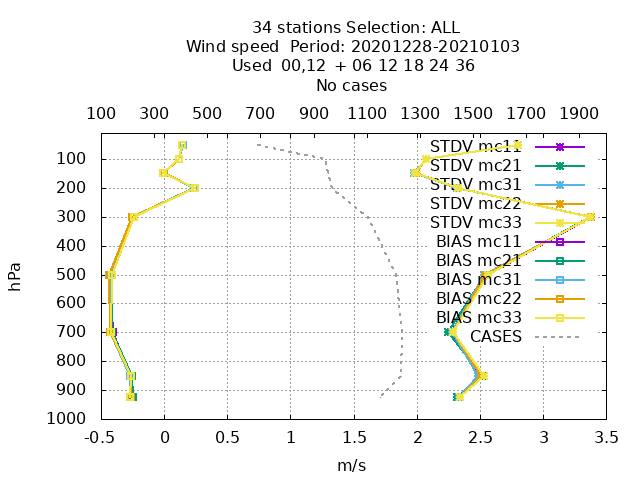 34 stations Selection: ALL
Wind speed  Period: 20201228-20210103
Used  00,12  + 06 12 18 24 36
No cases
100 300 500 700 900 1100 1300 1500 1700 1900
STDV mc11
100
STDV mc21
STDV mc31
200
STDV mc22
300
STDV mc33
BIAS mc11
400
BIAS mc21
hPa
500
BIAS mc31
BIAS mc22
600
BIAS mc33
700
CASES
800
900
1000
-0.5 0 0.5 1 1.5 2 2.5 3 3.5
m/s